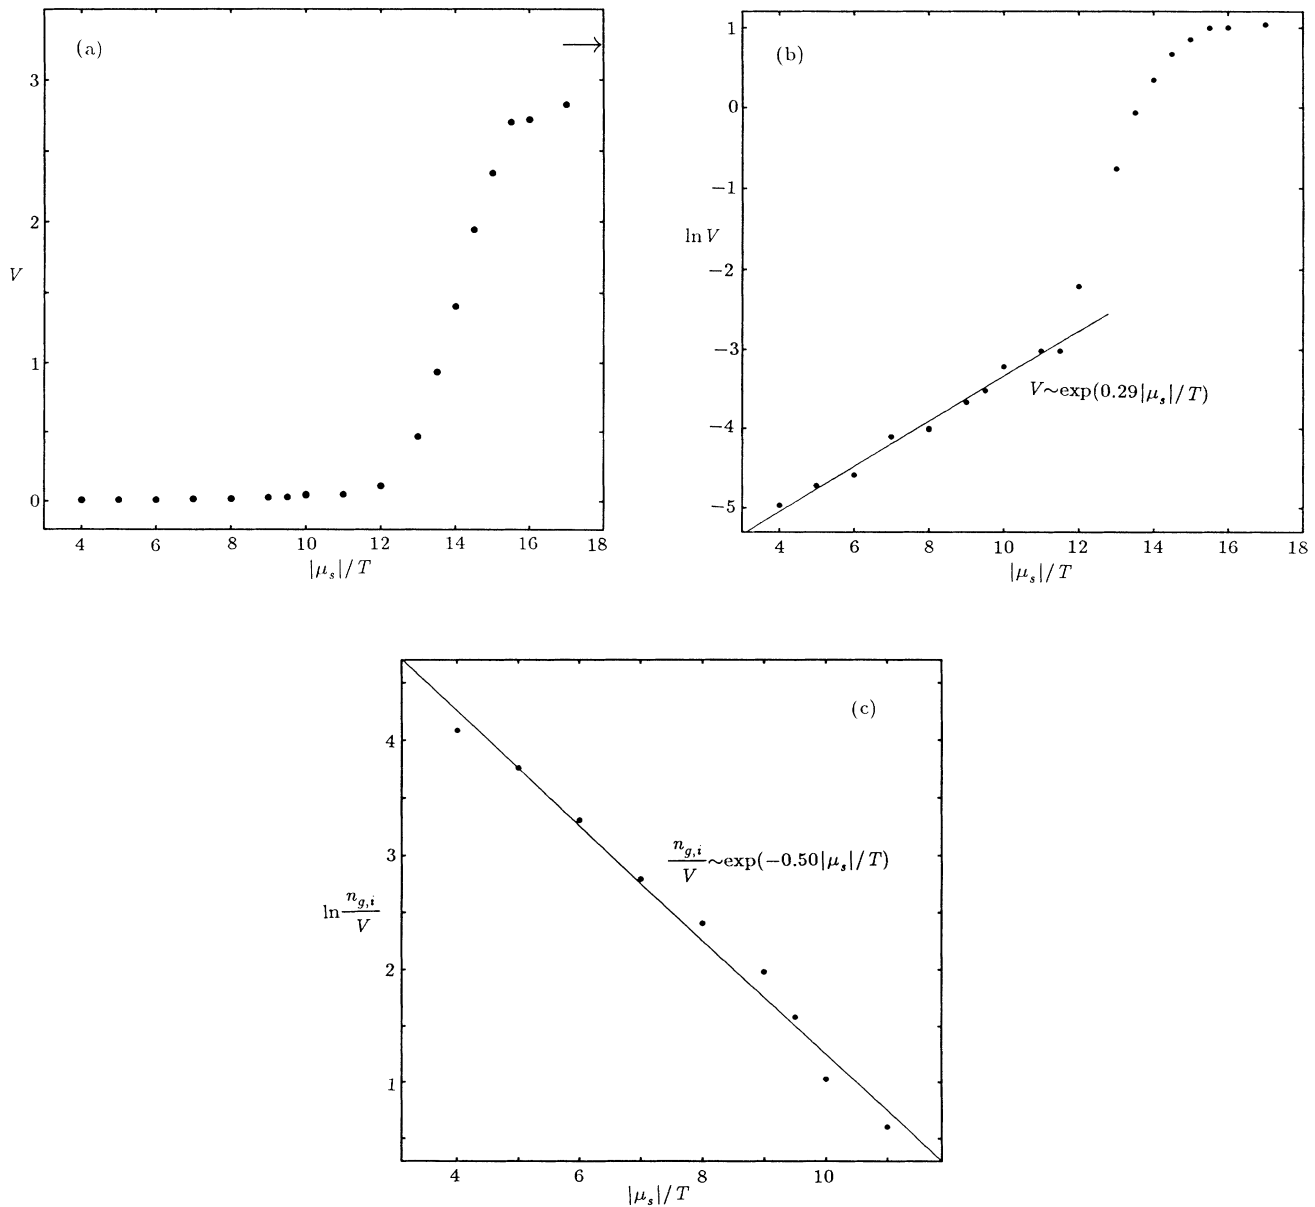 (a)
3
2
V
1
0
4 6 8 10 12 14 16 18
|μₛ|/T
(b)
1
0
−1
ln V
−2
−3
V~exp(0.29|μₛ|/T)
−4
−5
4 6 8 10 12 14 16 18
|μₛ|/T
(c)
4
n_{g,i}/V ~exp(−0.50|μₛ|/T)
3
ln n_{g,i}/V
2
1
4 6 8 10
|μₛ|/T